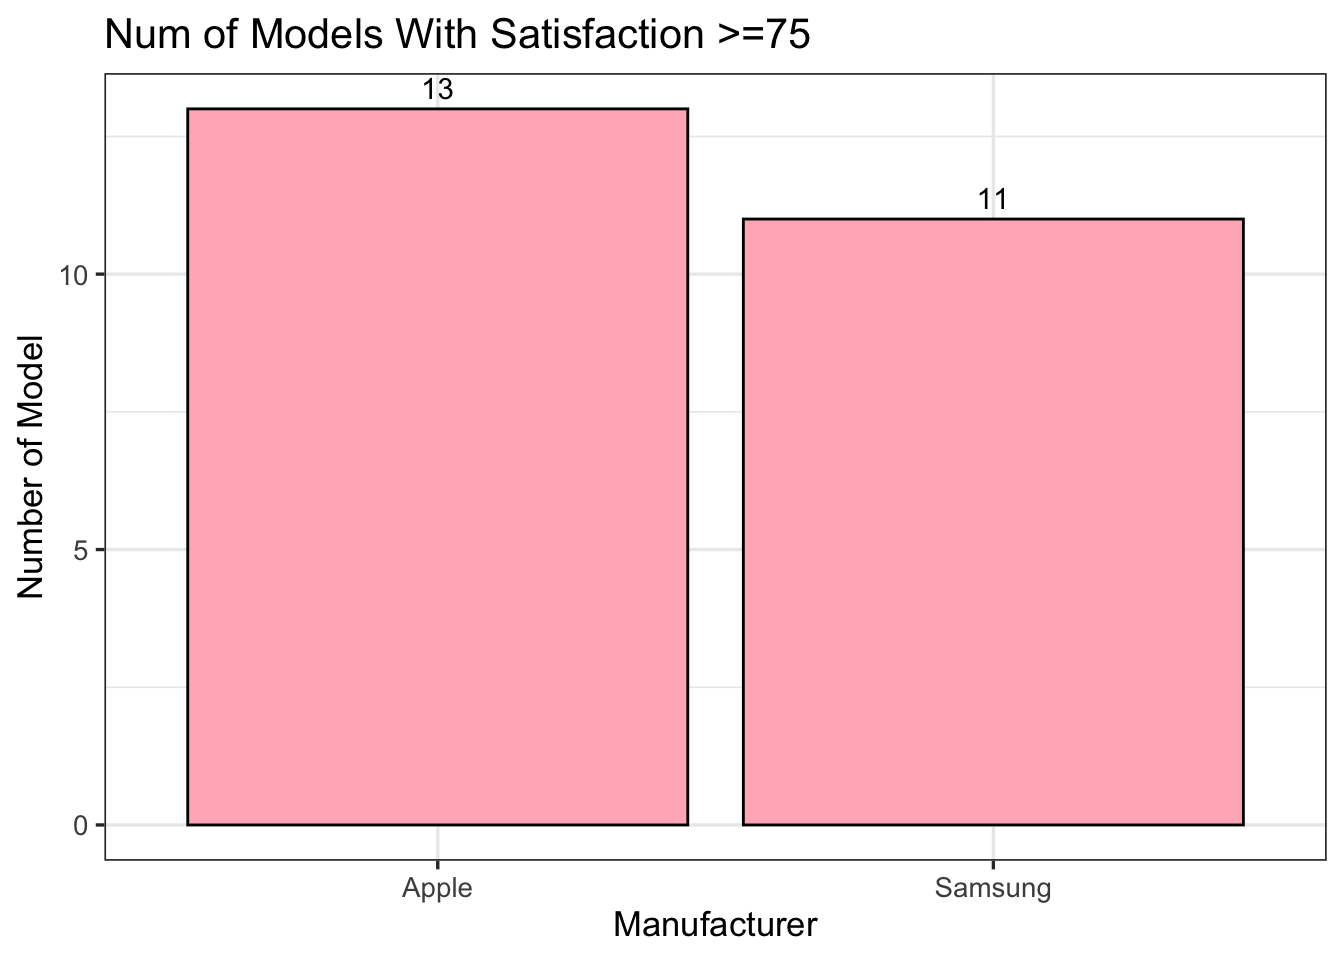 Num of Models With Satisfaction >=75
13
11
10
5
0
Number of Model
Apple
Samsung
Manufacturer